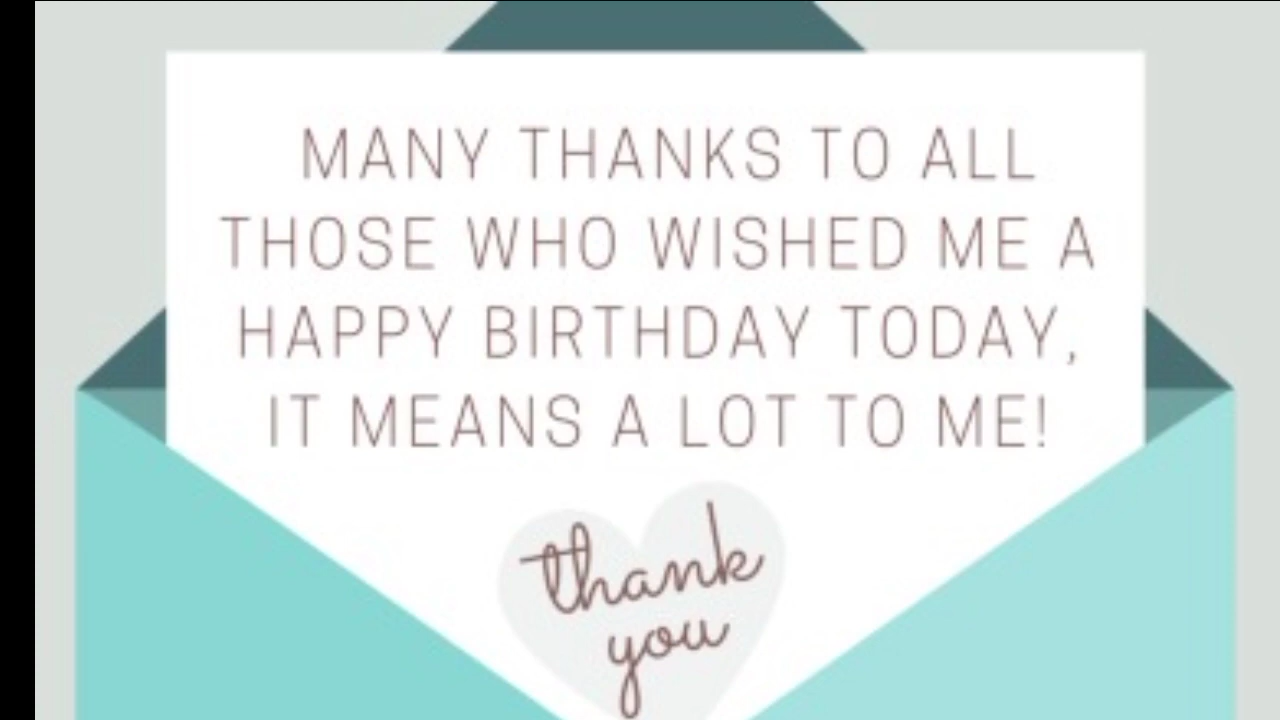 MANY THANKS TO ALL
THOSE WHO WISHED ME A
HAPPY BIRTHDAY TODAY,
IT MEANS A LOT TO ME!
thank
you